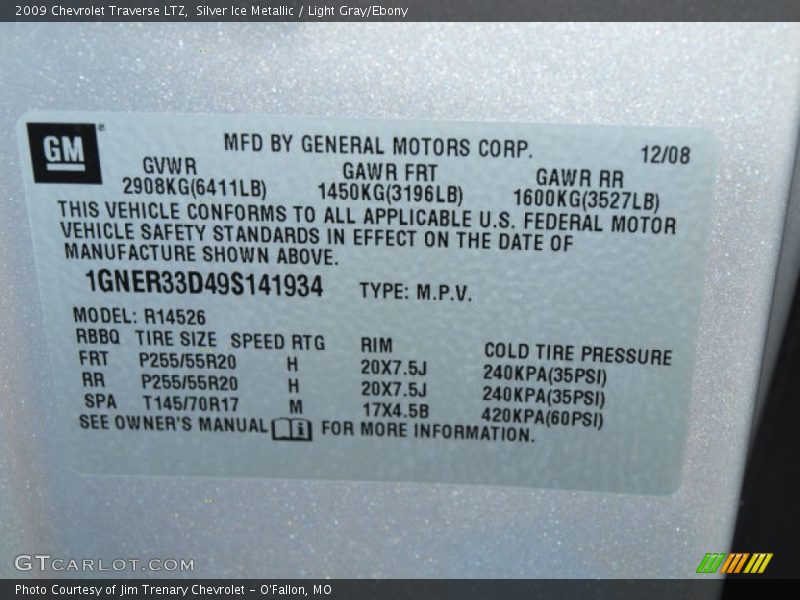 2009 Chevrolet Traverse LTZ, Silver Ice Metallic / Light Gray/Ebony
GM
MFD BY GENERAL MOTORS CORP. 12/08
GVWR GAWR FRT GAWR RR
2908KG(6411LB) 1450KG(3196LB) 1600KG(3527LB)
THIS VEHICLE CONFORMS TO ALL APPLICABLE U.S. FEDERAL MOTOR
VEHICLE SAFETY STANDARDS IN EFFECT ON THE DATE OF
MANUFACTURE SHOWN ABOVE.
1GNER33D49S141934 TYPE: M.P.V.
MODEL: R14526
RBBQ TIRE SIZE SPEED RTG RIM COLD TIRE PRESSURE
FRT P255/55R20 H 20X7.5J 240KPA(35PSI)
RR P255/55R20 H 20X7.5J 240KPA(35PSI)
SPA T145/70R17 M 17X4.5B 420KPA(60PSI)
SEE OWNER'S MANUAL i FOR MORE INFORMATION.
GTCARLOT.COM
Photo Courtesy of Jim Trenary Chevrolet - O'Fallon, MO